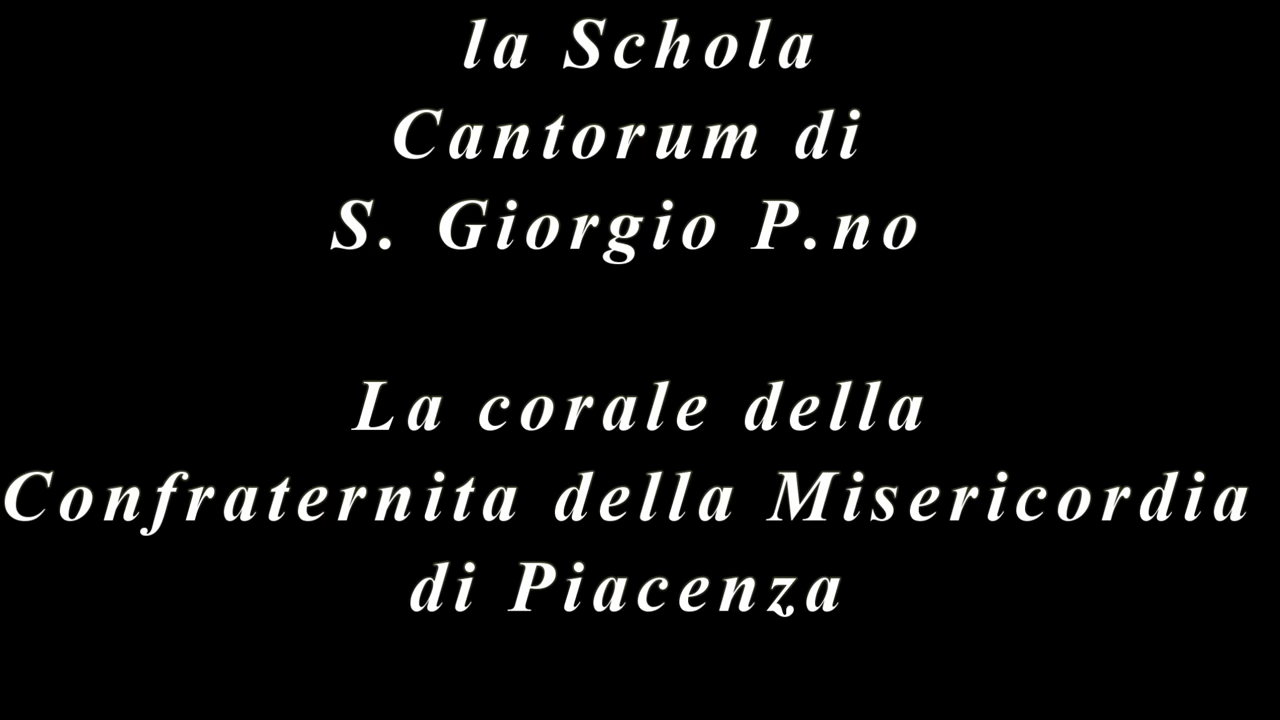 la Schola
Cantorum di
S. Giorgio P.no
La corale della
Confraternita della Misericordia
di Piacenza